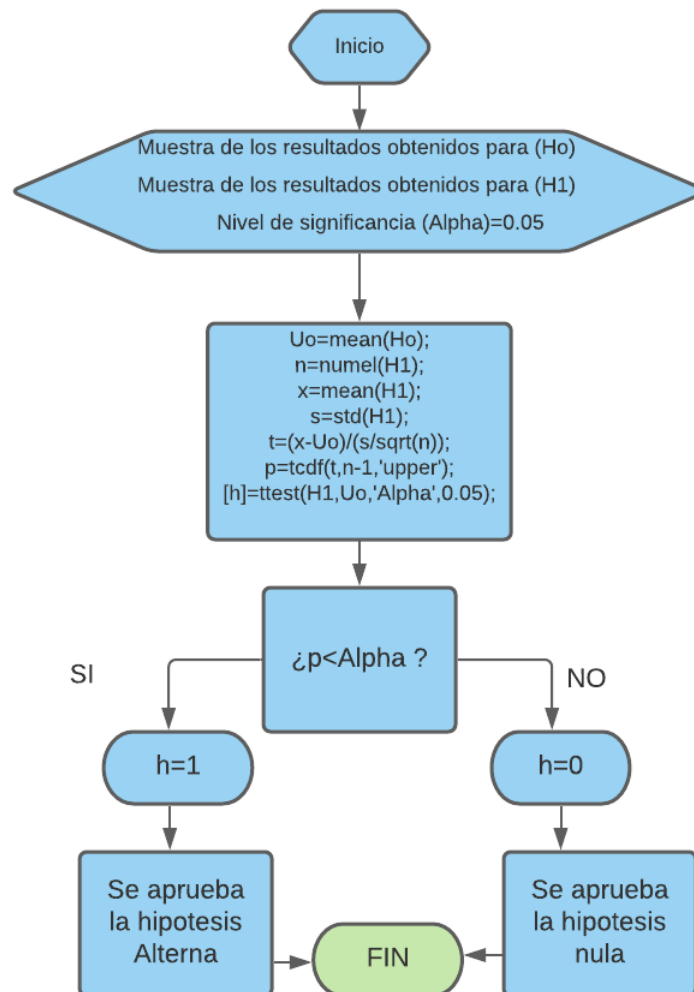 Inicio
Muestra de los resultados obtenidos para (Ho)
Muestra de los resultados obtenidos para (H1)
Nivel de significancia (Alpha)=0.05
Uo=mean(Ho);
n=numel(H1);
x=mean(H1);
s=std(H1);
t=(x-Uo)/(s/sqrt(n));
p=tcdf(t,n-1,'upper');
[h]=ttest(H1,Uo,'Alpha',0.05);
¿p<Alpha ?
SI
NO
h=1
h=0
Se aprueba
la hipotesis
Alterna
Se aprueba
la hipotesis
nula
FIN